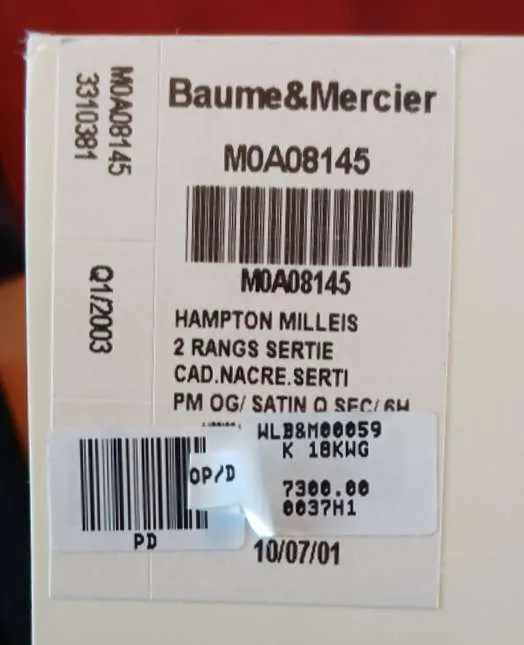 Baume&Mercier
M0A08145
M0A08145
HAMPTON MILLEIS
2 RANGS SERTIE
CAD.NACRE.SERTI
PM OG/ SATIN Q SEC/ 6H
WLB&M00059
K 18KWG
7300.00
0037H1
OP/D
PD
10/07/01
M0A08145
3310381
Q1/2003